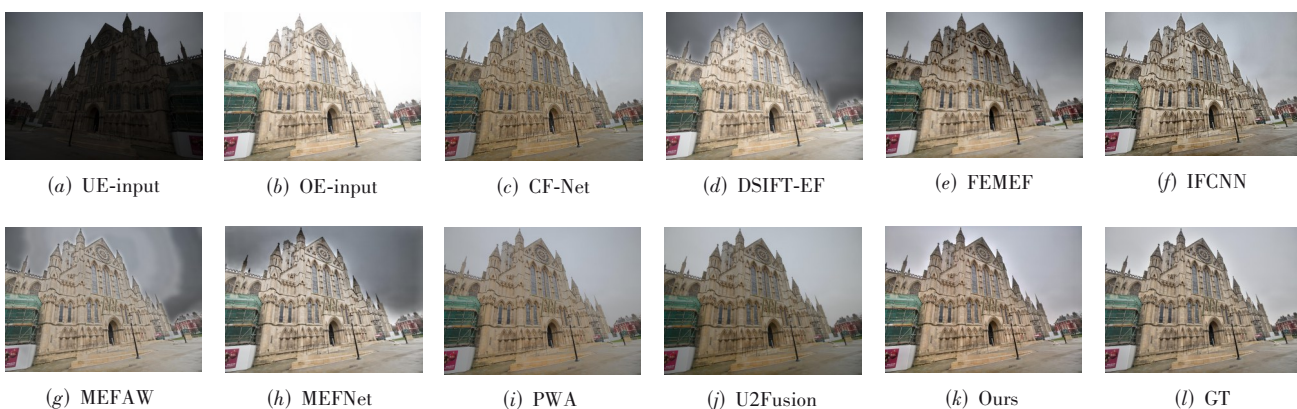 (a) UE-input (b) OE-input (c) CF-Net (d) DSIFT-EF (e) FEMEF (f) IFCNN
(g) MEFAW (h) MEFNet (i) PWA (j) U2Fusion (k) Ours (l) GT